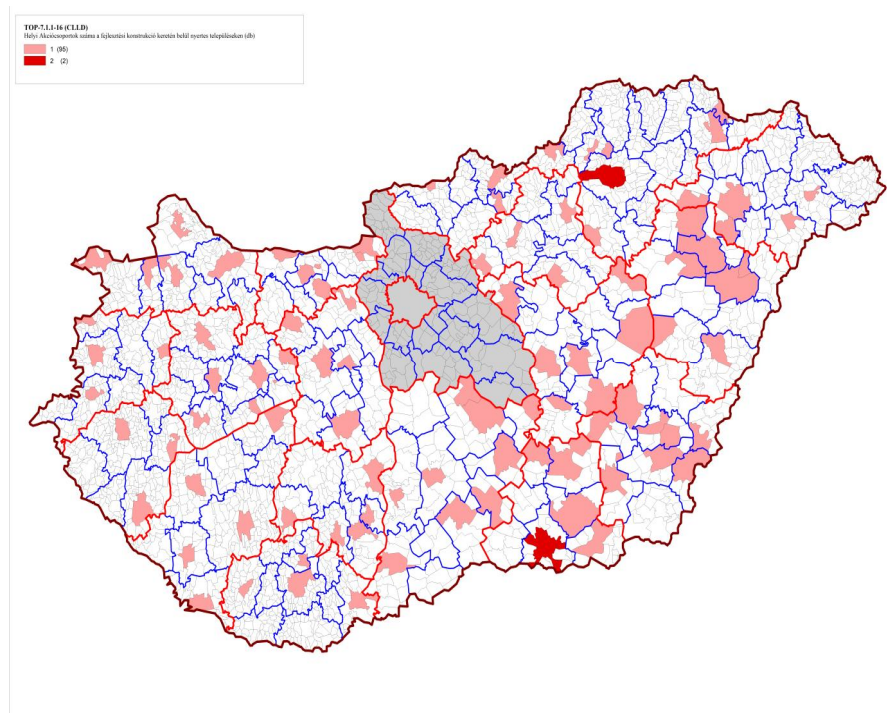 TOP-7.1.1-16 (CLLD)
Helyi Akciócsoportok száma a fejlesztési konstrukció keretén belül nyertes településeken (db)
1 (95)
2 (2)